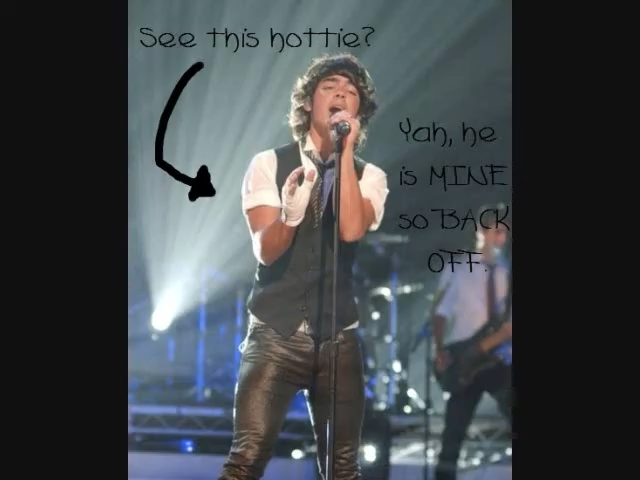 See this hottie?
Yah, he
is MINE
so BACK
OFF.